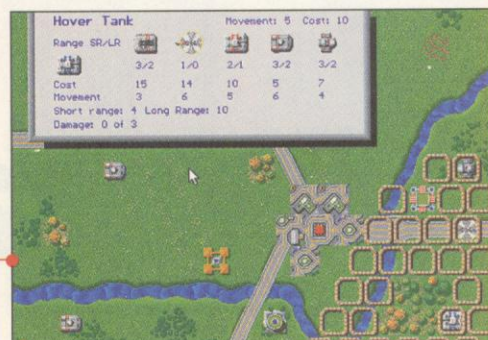 Hover Tank Movement: 5 Cost: 10
Range SR/LR
3/2 1/0 2/1 3/2 3/2
Cost 15 14 10 5 7
Movement 3 6 5 6 4
Short range: 4 Long Range: 10
Damage: 0 of 3